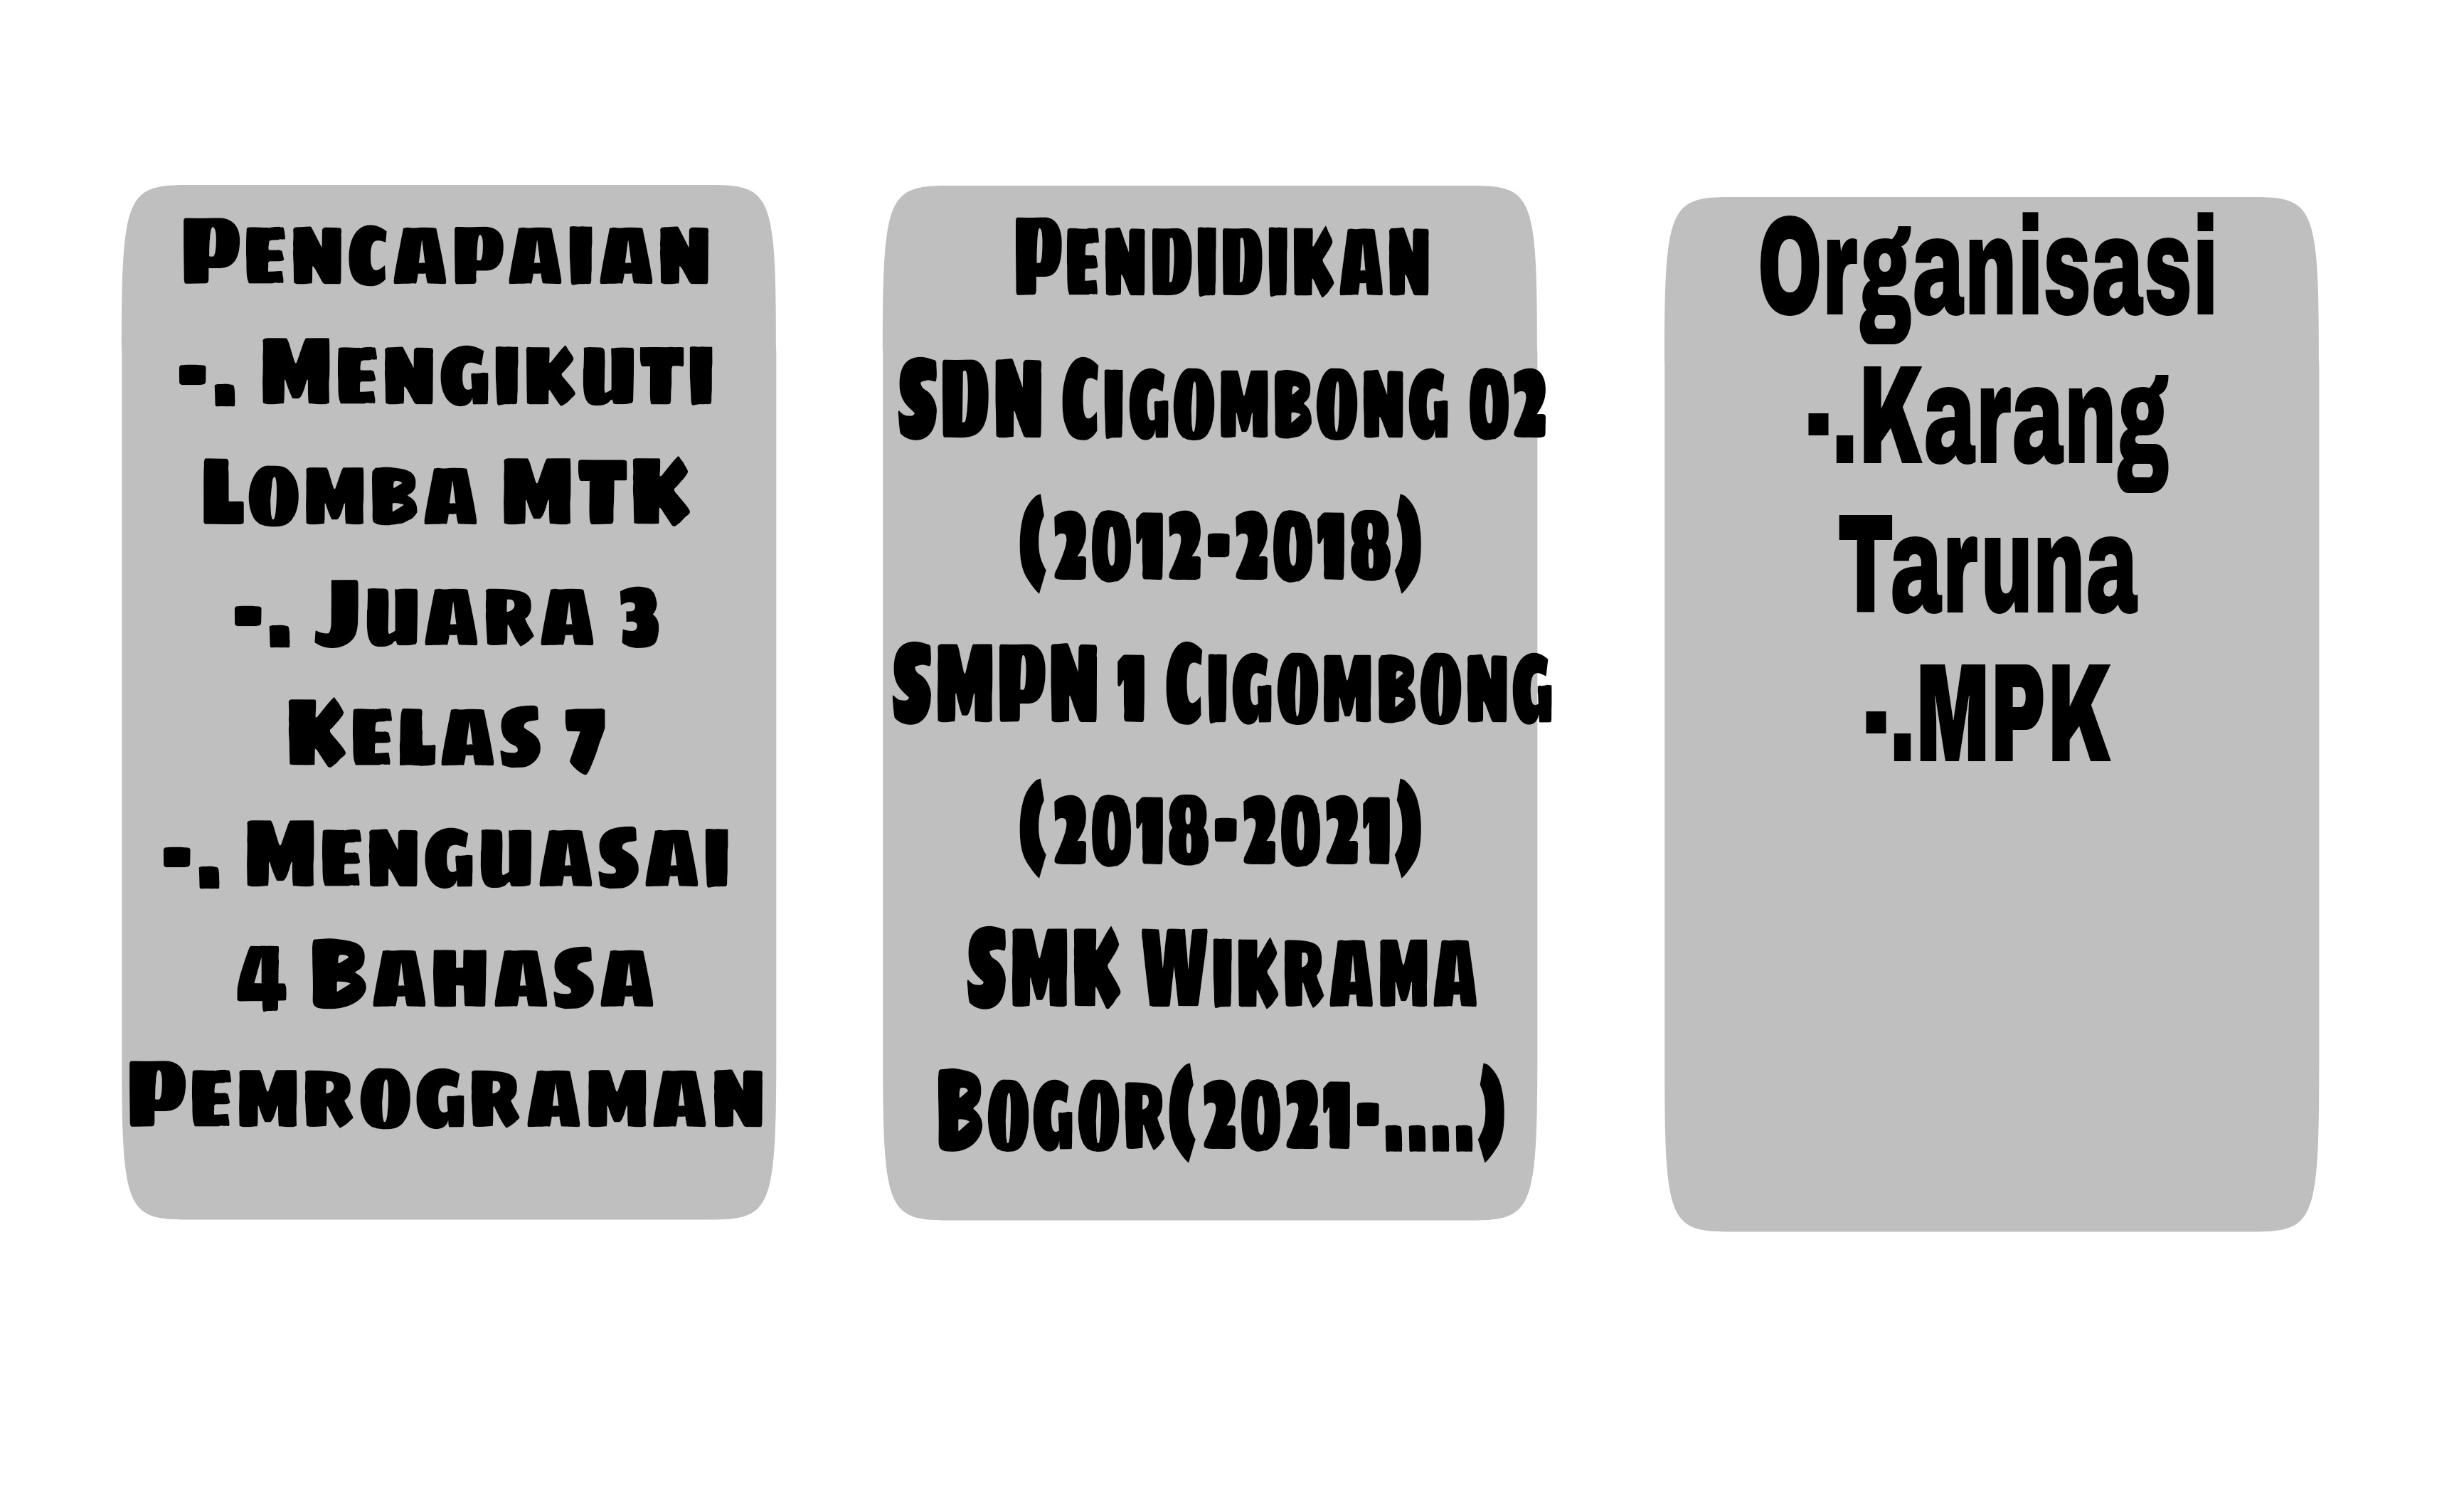 Pencapaian
-. Mengikuti
Lomba MTK
-. Juara 3
Kelas 7
-. Menguasai
4 Bahasa
Pemrograman
Pendidikan
SDN Cigombong 02
(2012-2018)
SMPN 1 Cigombong
(2018-2021)
SMK Wikrama
Bogor(2021-....)
Organisasi
-.Karang
Taruna
-.MPK